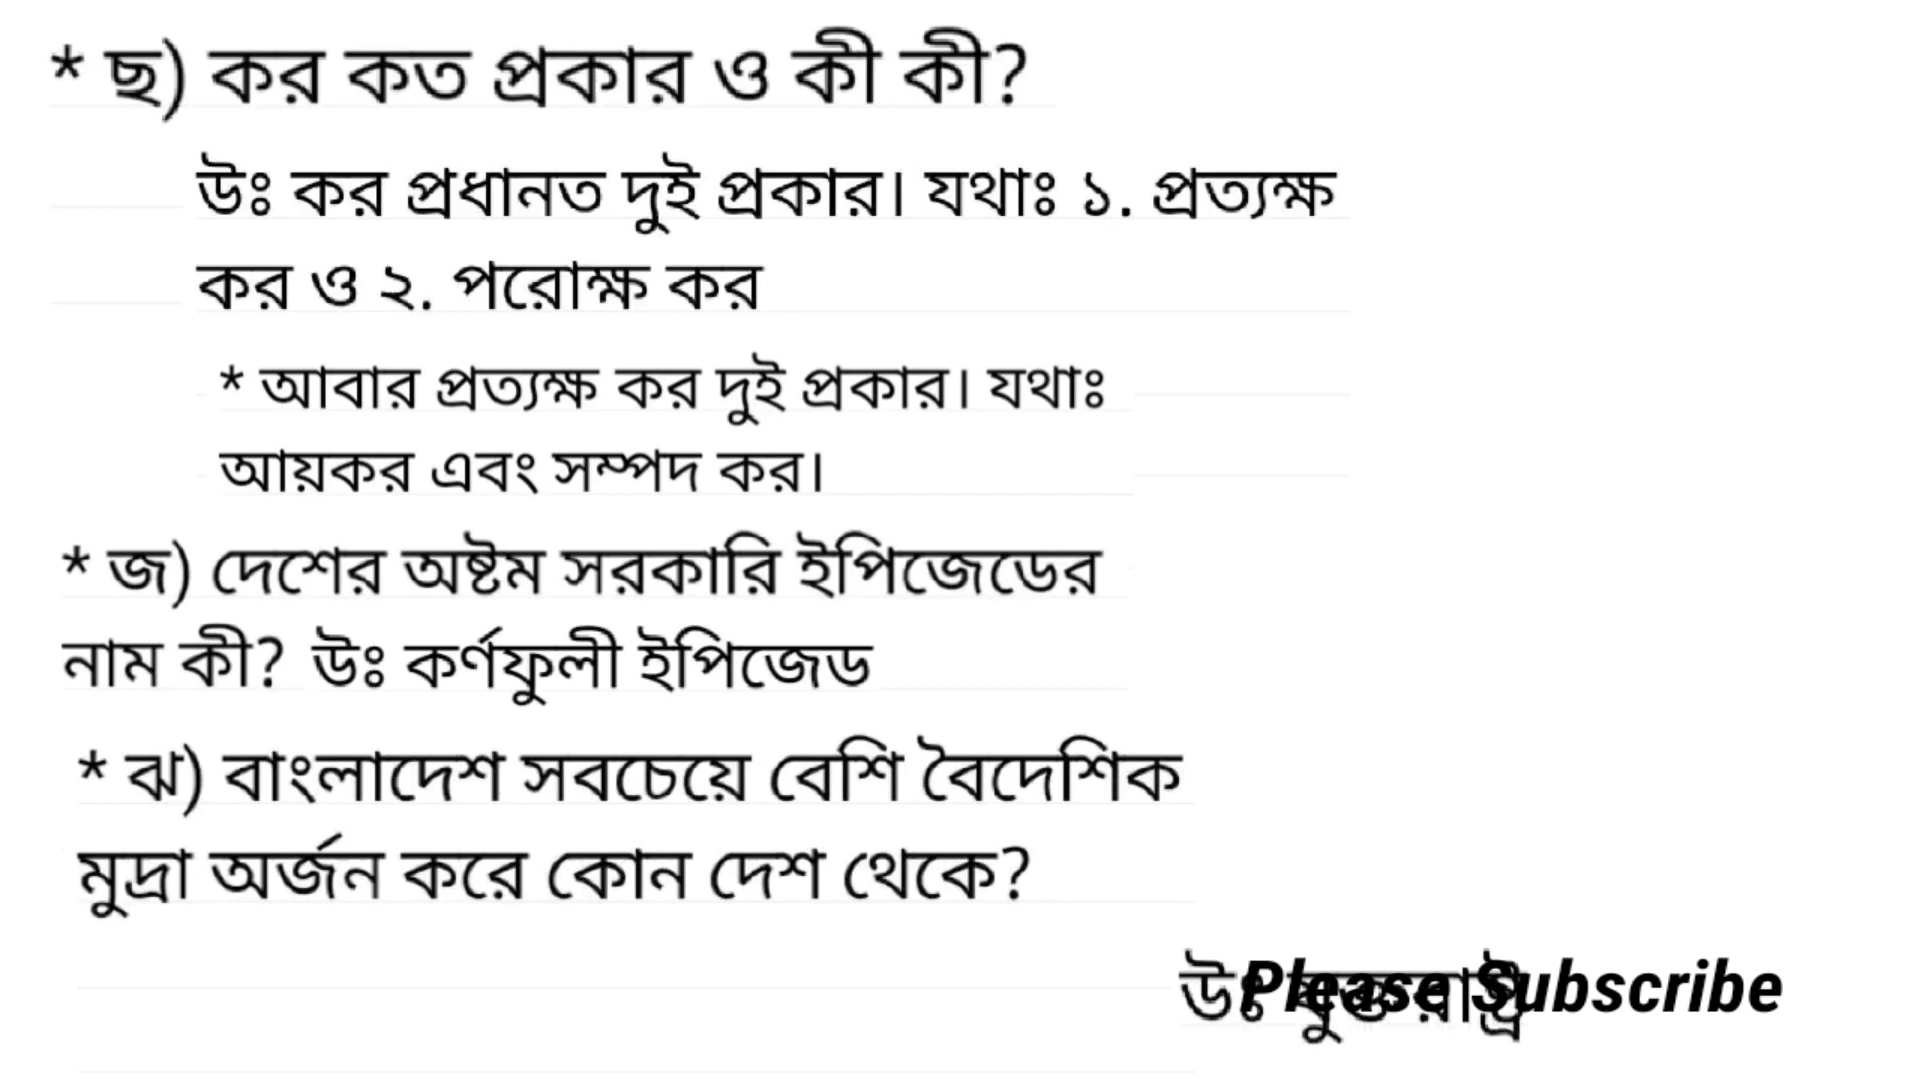 * ছ) কর কত প্রকার ও কী কী?
উঃ কর প্রধানত দুই প্রকার। যথাঃ ১. প্রত্যক্ষ
কর ও ২. পরোক্ষ কর
* আবার প্রত্যক্ষ কর দুই প্রকার। যথাঃ
আয়কর এবং সম্পদ কর।
* জ) দেশের অষ্টম সরকারি ইপিজেডের
নাম কী? উঃ কর্ণফুলী ইপিজেড
* ঝ) বাংলাদেশ সবচেয়ে বেশি বৈদেশিক
মুদ্রা অর্জন করে কোন দেশ থেকে?
উঃ যুক্তরাষ্ট্র
Please Subscribe